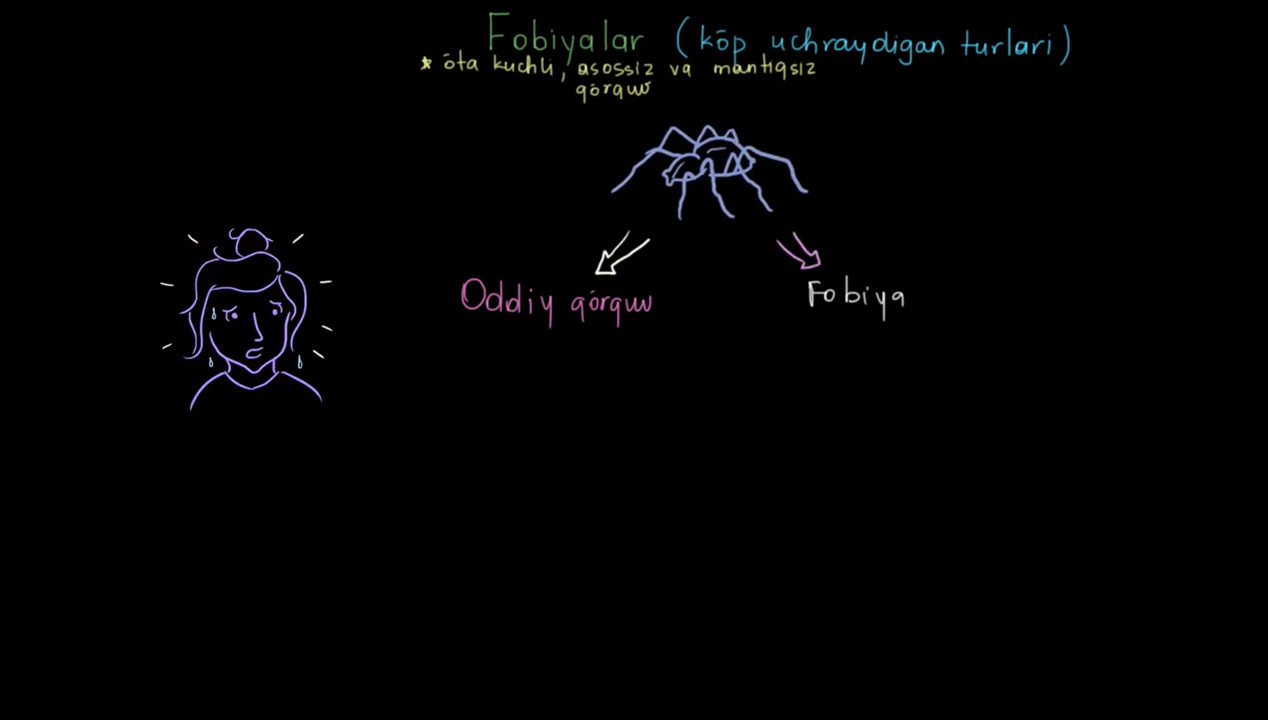 Fobiyalar (kōp uchraydigan turlari)
* ōta kuchli, asossiz va mantiqsiz
qōrquv
Oddiy qōrquv
Fobiya